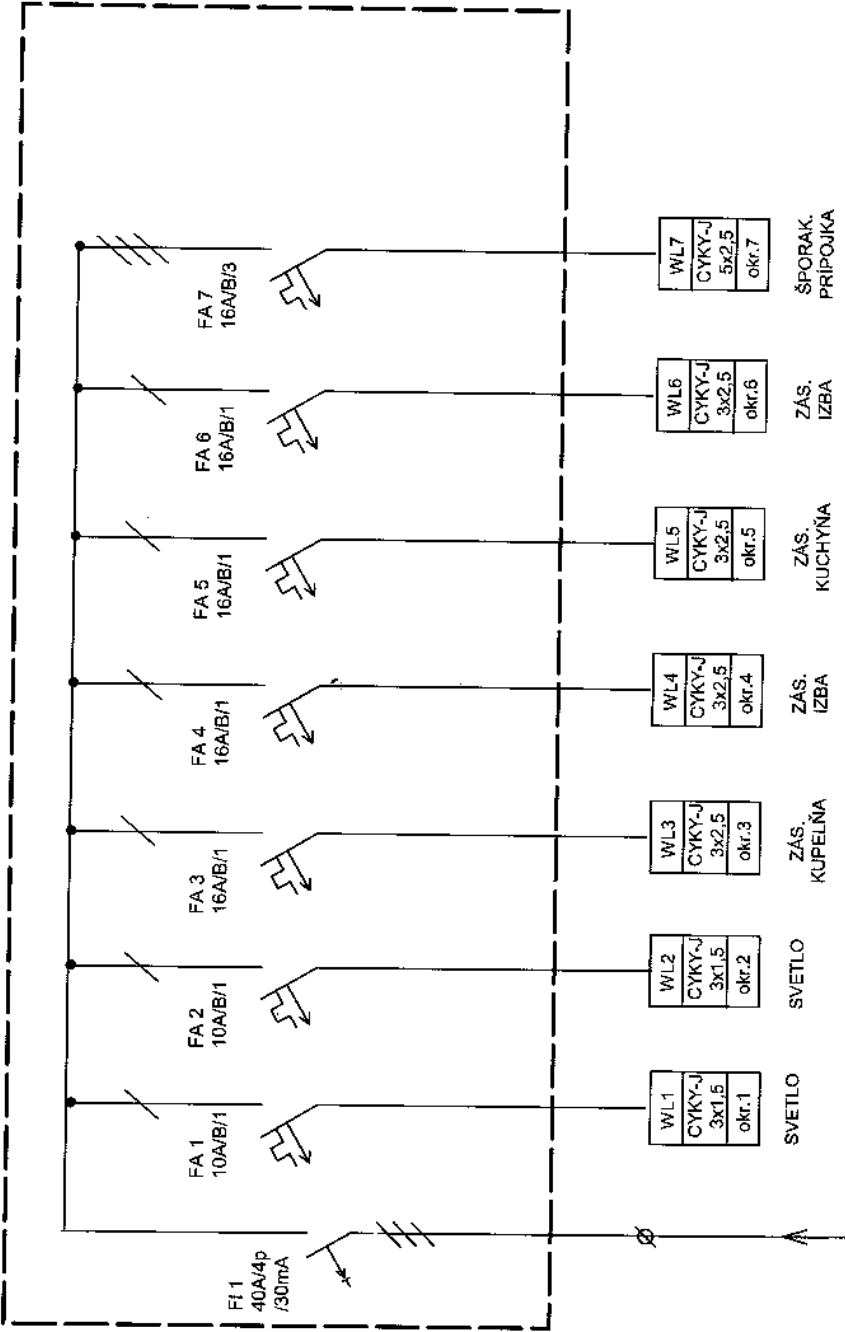 FI 1
40A/4p
/30mA
FA 1
10A/B/1
FA 2
10A/B/1
FA 3
16A/B/1
FA 4
16A/B/1
FA 5
16A/B/1
FA 6
16A/B/1
FA 7
16A/B/3
WL1
CYKY-J
3x1,5
okr.1
SVETLO
WL2
CYKY-J
3x1,5
okr.2
SVETLO
WL3
CYKY-J
3x2,5
okr.3
ZÁS.
KUPELŇA
WL4
CYKY-J
3x2,5
okr.4
ZÁS.
IZBA
WL5
CYKY-J
3x2,5
okr.5
ZÁS.
KUCHYŇA
WL6
CYKY-J
3x2,5
okr.6
ZÁS.
IZBA
WL7
CYKY-J
5x2,5
okr.7
ŠPORAK.
PRÍPOJKA